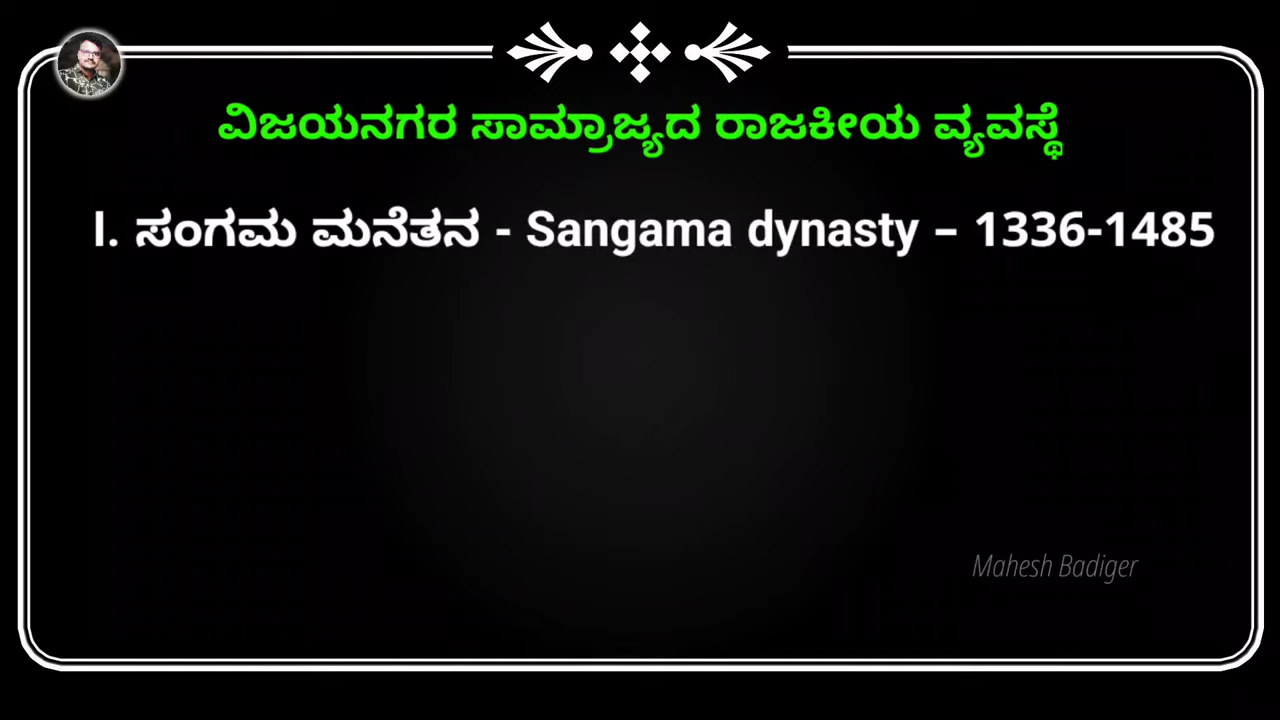 ವಿಜಯನಗರ ಸಾಮ್ರಾಜ್ಯದ ರಾಜಕೀಯ ವ್ಯವಸ್ಥೆ
I. ಸಂಗಮ ಮನೆತನ - Sangama dynasty – 1336-1485
Mahesh Badiger